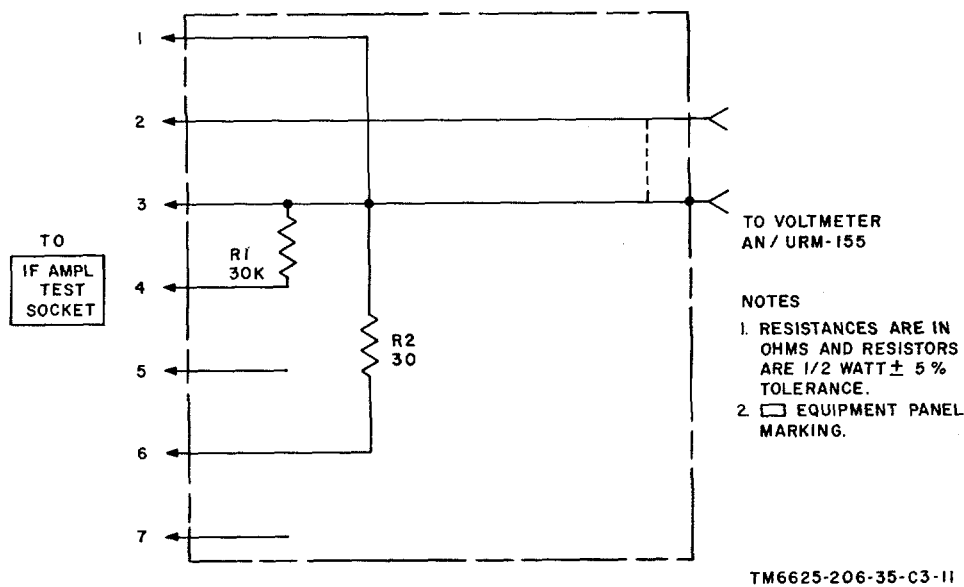 1
2
3
TO
IF AMPL
TEST
SOCKET
4
5
6
7
R1
30K
R2
30
TO VOLTMETER
AN/URM-155
NOTES
1. RESISTANCES ARE IN
OHMS AND RESISTORS
ARE 1/2 WATT ± 5%
TOLERANCE.
2. EQUIPMENT PANEL
MARKING.
TM6625-206-35-C3-11